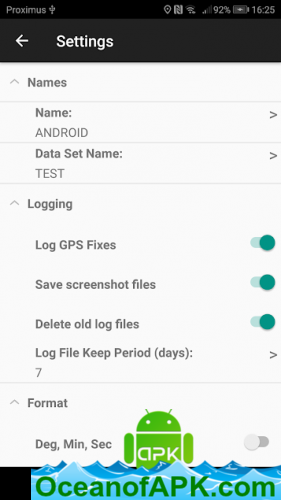 Proximus 92% 16:25
Settings
Names
Name:
>
ANDROID
Data Set Name:
>
TEST
Logging
Log GPS Fixes
Save screenshot files
Delete old log files
Log File Keep Period (days):
>
7
Format
Deg, Min, Sec
APK
OceanofAPK.com